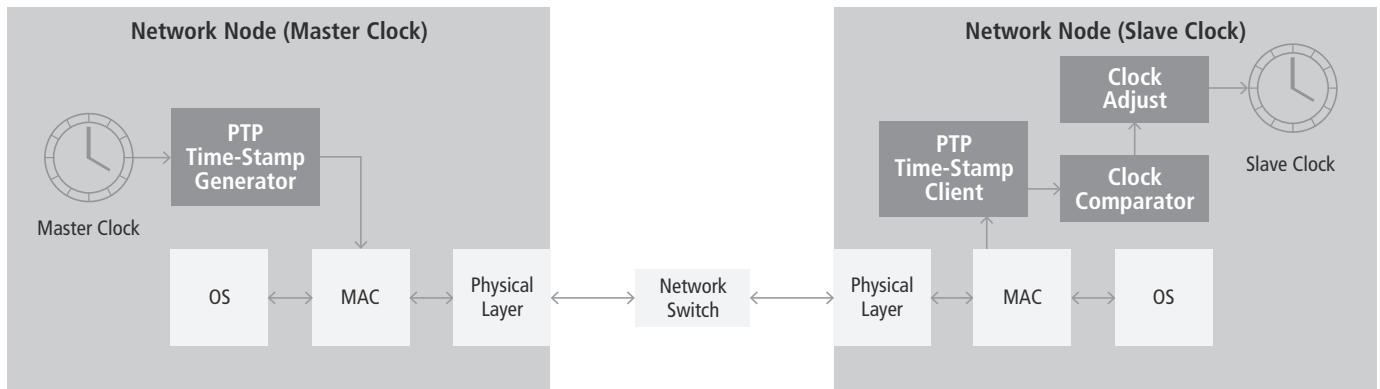 Network Node (Master Clock)
PTP
Time-Stamp
Generator
Master Clock
OS
MAC
Physical
Layer
Network
Switch
Network Node (Slave Clock)
Clock
Adjust
Slave Clock
PTP
Time-Stamp
Client
Clock
Comparator
Physical
Layer
MAC
OS